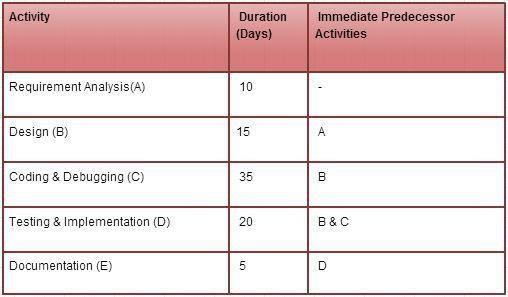 Activity Duration (Days) Immediate Predecessor Activities
Requirement Analysis(A) 10 -
Design (B) 15 A
Coding & Debugging (C) 35 B
Testing & Implementation (D) 20 B & C
Documentation (E) 5 D